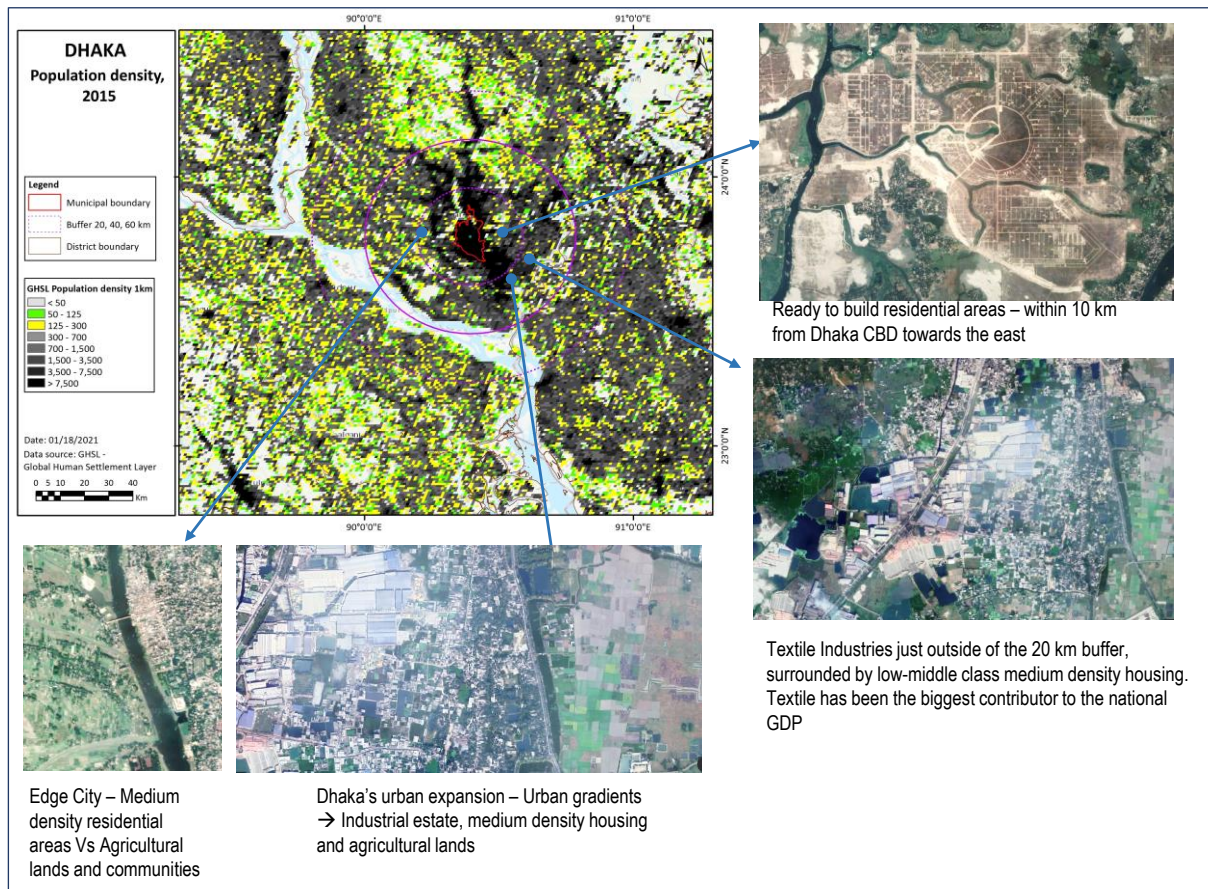 DHAKA
Population density,
2015
Legend
Municipal boundary
Buffer 20, 40, 60 km
District boundary
GHSL Population density 1km
< 50
50 - 125
125 - 300
300 - 700
700 - 1,500
1,500 - 3,500
3,500 - 7,500
> 7,500
Date: 01/18/2021
Data source: GHSL -
Global Human Settlement Layer
0 5 10 20 30 40
Km
90°0'0"E
91°0'0"E
N
24°0'0"N
23°0'0"N
90°0'0"E
91°0'0"E
Ready to build residential areas – within 10 km
from Dhaka CBD towards the east
Textile Industries just outside of the 20 km buffer,
surrounded by low-middle class medium density housing.
Textile has been the biggest contributor to the national
GDP
Edge City – Medium
density residential
areas Vs Agricultural
lands and communities
Dhaka's urban expansion – Urban gradients
→ Industrial estate, medium density housing
and agricultural lands